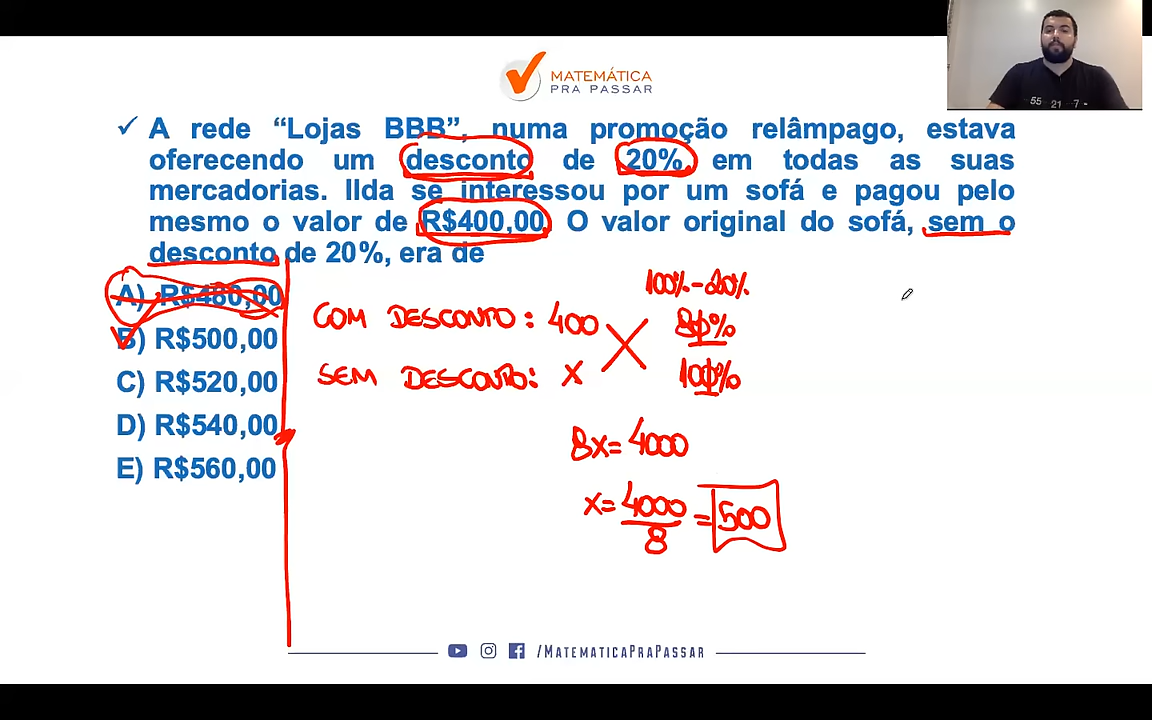 MATEMÁTICA
PRA PASSAR
55 21 7 -
A rede “Lojas BBB”, numa promoção relâmpago, estava
oferecendo um desconto de 20%, em todas as suas
mercadorias. Ilda se interessou por um sofá e pagou pelo
mesmo o valor de R$400,00. O valor original do sofá, sem o
desconto de 20%, era de
A) R$480,00
B) R$500,00
C) R$520,00
D) R$540,00
E) R$560,00
100%-20%
COM DESCONTO: 400 80%
SEM DESCONTO: x 100%
8x=4000
x=4000/8=500
/MATEMATICAPRAPASSAR